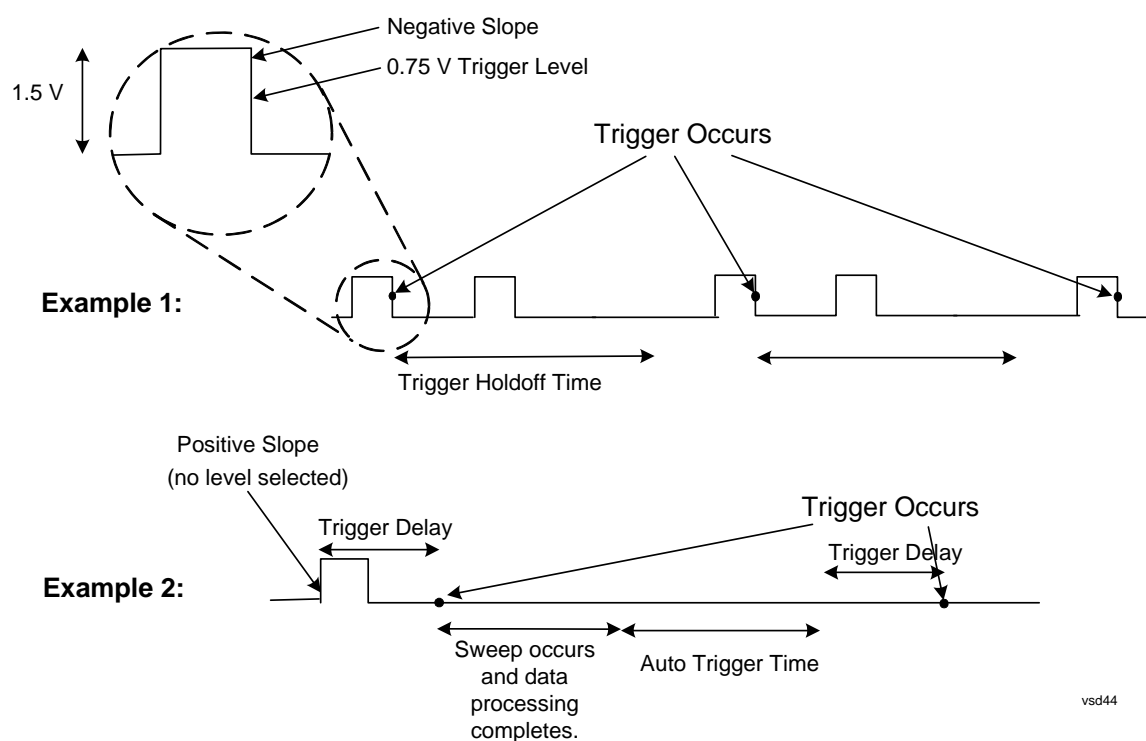 Negative Slope
0.75 V Trigger Level
1.5 V
Trigger Occurs
Example 1:
Trigger Holdoff Time
Positive Slope
(no level selected)
Trigger Delay
Trigger Occurs
Trigger Delay
Example 2:
Sweep occurs
and data
processing
completes.
Auto Trigger Time
vsd44